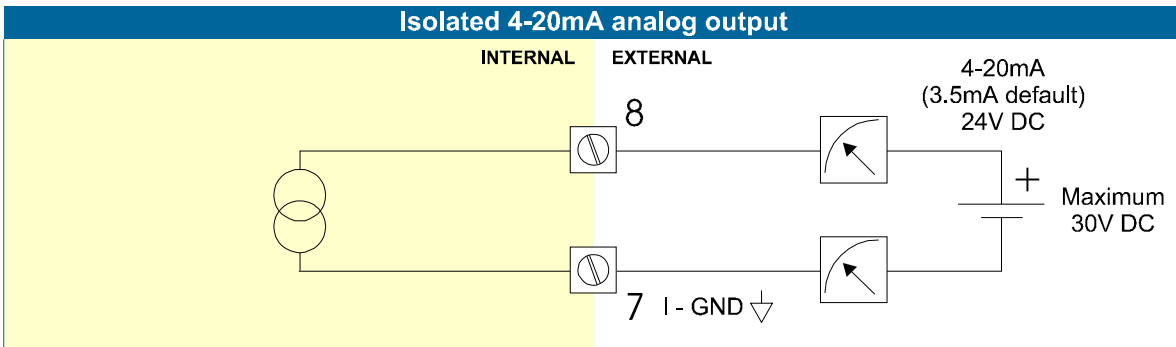 Isolated 4-20mA analog output
INTERNAL EXTERNAL
4-20mA
(3.5mA default)
24V DC
8
+
Maximum
30V DC
7 I - GND